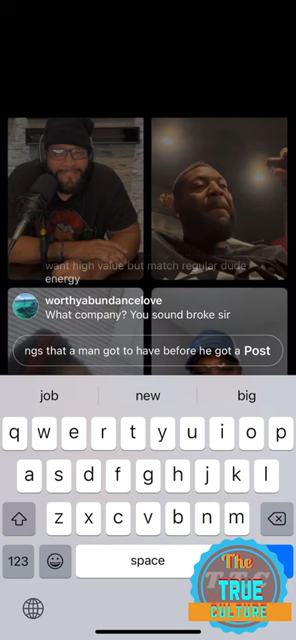 want high value but match regular dude
energy
worthyabundancelove
What company? You sound broke sir
ngs that a man got to have before he got a Post
job new big
q w e r t y u i o p
a s d f g h j k l
z x c v b n m
123 space
The
T.T.C
TRUE
CULTURE